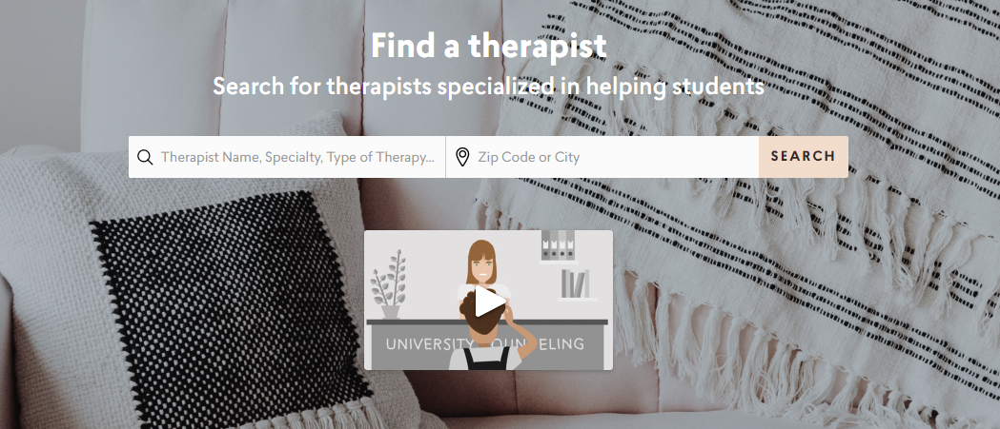 Find a therapist
Search for therapists specialized in helping students
Therapist Name, Specialty, Type of Therapy...
Zip Code or City
SEARCH
UNIVERSITY